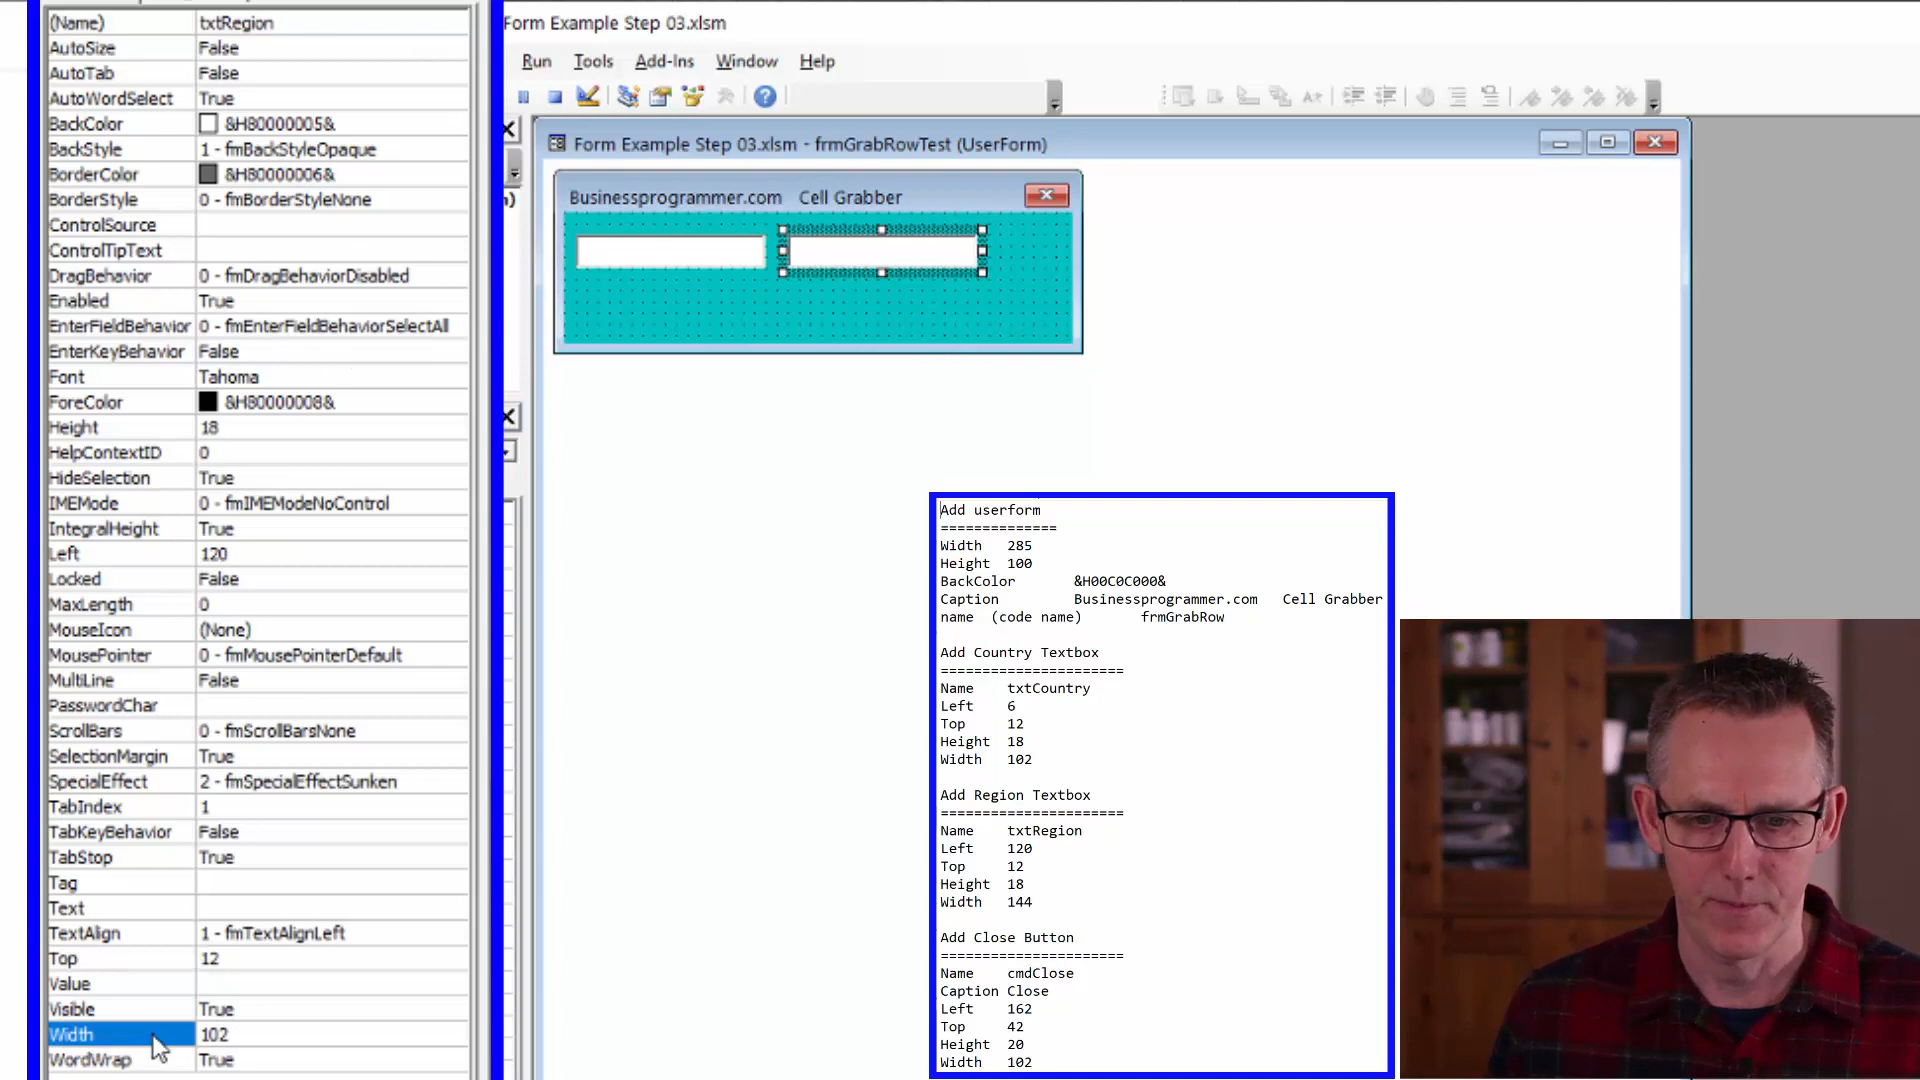 (Name) txtRegion
AutoSize False
AutoTab False
AutoWordSelect True
BackColor &H80000005&
BackStyle 1 - fmBackStyleOpaque
BorderColor &H80000006&
BorderStyle 0 - fmBorderStyleNone
ControlSource
ControlTipText
DragBehavior 0 - fmDragBehaviorDisabled
Enabled True
EnterFieldBehavior 0 - fmEnterFieldBehaviorSelectAll
EnterKeyBehavior False
Font Tahoma
ForeColor &H80000008&
Height 18
HelpContextID 0
HideSelection True
IMEMode 0 - fmIMEModeNoControl
IntegralHeight True
Left 120
Locked False
MaxLength 0
MouseIcon (None)
MousePointer 0 - fmMousePointerDefault
MultiLine False
PasswordChar
ScrollBars 0 - fmScrollBarsNone
SelectionMargin True
SpecialEffect 2 - fmSpecialEffectSunken
TabIndex 1
TabKeyBehavior False
TabStop True
Tag
Text
TextAlign 1 - fmTextAlignLeft
Top 12
Value
Visible True
Width 102
WordWrap True
Form Example Step 03.xlsm
Run Tools Add-Ins Window Help
Form Example Step 03.xlsm - frmGrabRowTest (UserForm)
Businessprogrammer.com Cell Grabber
Add userform
==============
Width 285
Height 100
BackColor &H00C0C000&
Caption Businessprogrammer.com Cell Grabber
name (code name) frmGrabRow
Add Country Textbox
======================
Name txtCountry
Left 6
Top 12
Height 18
Width 102
Add Region Textbox
======================
Name txtRegion
Left 120
Top 12
Height 18
Width 144
Add Close Button
======================
Name cmdClose
Caption Close
Left 162
Top 42
Height 20
Width 102